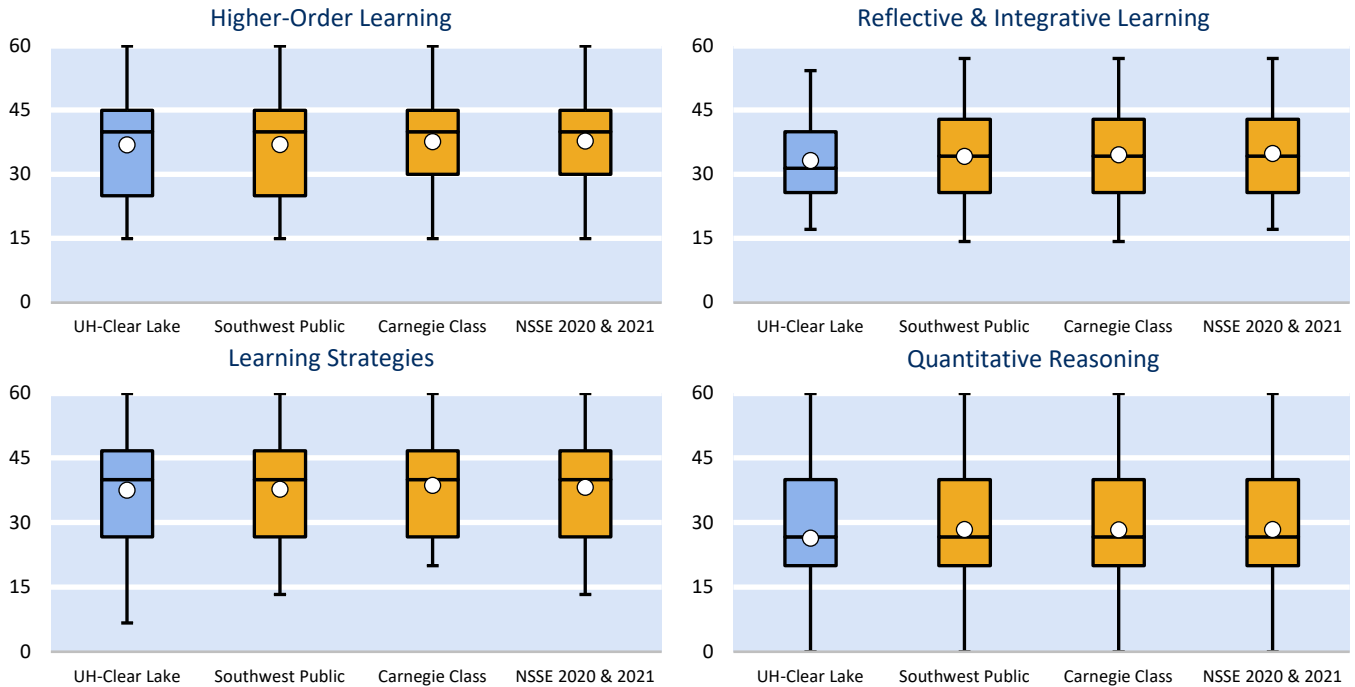 Higher-Order Learning
60
45
30
15
0
UH-Clear Lake Southwest Public Carnegie Class NSSE 2020 & 2021
Reflective & Integrative Learning
60
45
30
15
0
UH-Clear Lake Southwest Public Carnegie Class NSSE 2020 & 2021
Learning Strategies
60
45
30
15
0
UH-Clear Lake Southwest Public Carnegie Class NSSE 2020 & 2021
Quantitative Reasoning
60
45
30
15
0
UH-Clear Lake Southwest Public Carnegie Class NSSE 2020 & 2021